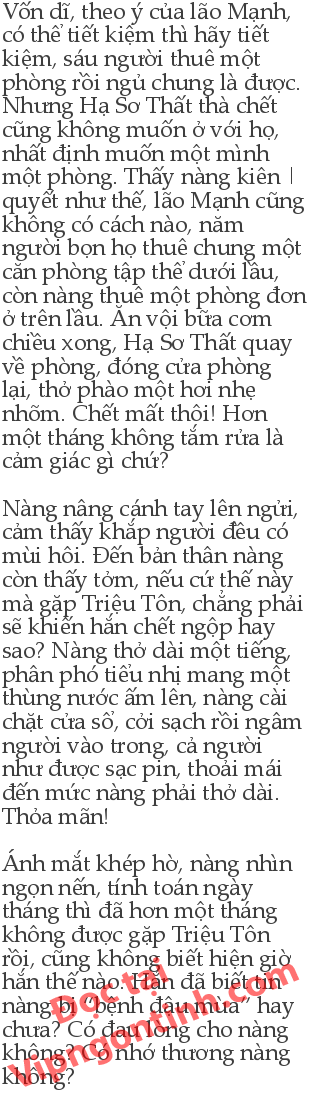 Vốn dĩ, theo ý của lão Mạnh,
có thể tiết kiệm thì hãy tiết
kiệm, sáu người thuê một
phòng rồi ngủ chung là được.
Nhưng Hạ Sơ Thất thà chết
cũng không muốn ở với họ,
nhất định muốn một mình
một phòng. Thấy nàng kiên |
quyết như thế, lão Mạnh cũng
không có cách nào, năm
người bọn họ thuê chung một
căn phòng tập thể dưới lầu,
còn nàng thuê một phòng đơn
ở trên lầu. Ăn vội bữa cơm
chiều xong, Hạ Sơ Thất quay
về phòng, đóng cửa phòng
lại, thở phào một hơi nhẹ
nhõm. Chết mất thôi! Hơn
một tháng không tắm rửa là
cảm giác gì chứ?
Nàng nâng cánh tay lên ngửi,
cảm thấy khắp người đều có
mùi hôi. Đến bản thân nàng
còn thấy tởm, nếu cứ thế này
mà gặp Triệu Tôn, chẳng phải
sẽ khiến hắn chết ngộp hay
sao? Nàng thở dài một tiếng,
phân phó tiểu nhị mang một
thùng nước ấm lên, nàng cài
chặt cửa sổ, cởi sạch rồi ngâm
người vào trong, cả người
như được sạc pin, thoải mái
đến mức nàng phải thở dài.
Thỏa mãn!
Ánh mắt khép hờ, nàng nhìn
ngọn nến, tính toán ngày
tháng thì đã hơn một tháng
không được gặp Triệu Tôn
rồi, cũng không biết hiện giờ
hắn thế nào. Hắn đã biết tin
nàng bị “bệnh đậu mùa” hay
chưa? Có đau lòng cho nàng
không? Có nhớ thương nàng
không?
Đọc tại
Vipngontinh.com